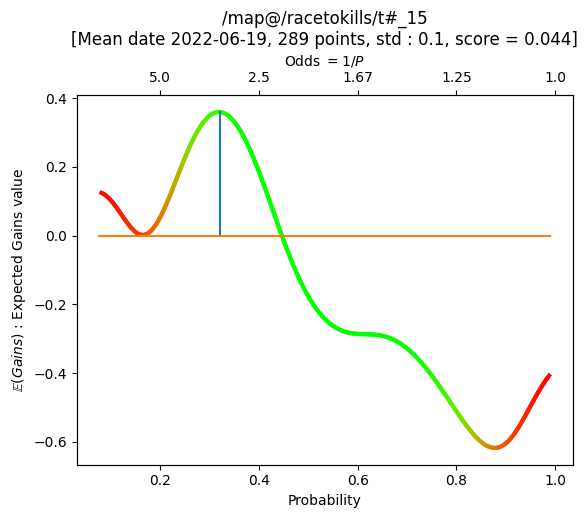 /map@/racetokills/t#_15
[Mean date 2022-06-19, 289 points, std : 0.1, score = 0.044]
Odds = 1/P
5.0 2.5 1.67 1.25 1.0
0.4
0.2
0.0
−0.2
−0.4
−0.6
𝔼(Gains) : Expected Gains value
0.2 0.4 0.6 0.8 1.0
Probability